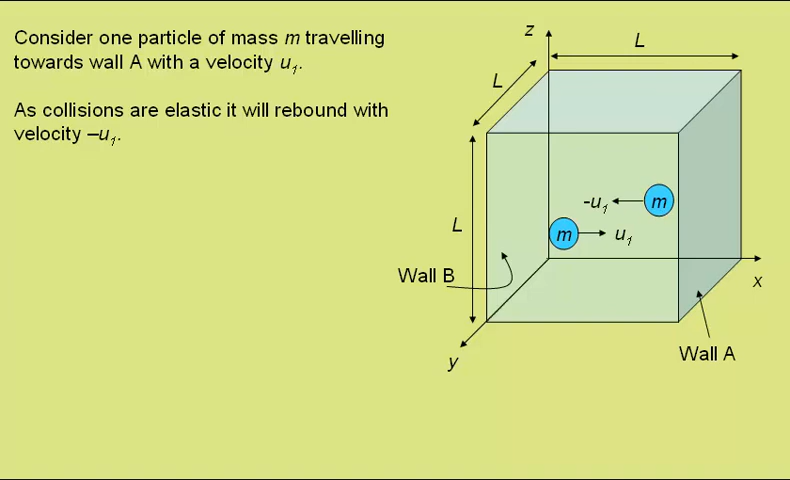 Consider one particle of mass m travelling
towards wall A with a velocity u₁.
As collisions are elastic it will rebound with
velocity –u₁.
z
L
L
-u₁
m
L
m
u₁
Wall B
x
Wall A
y